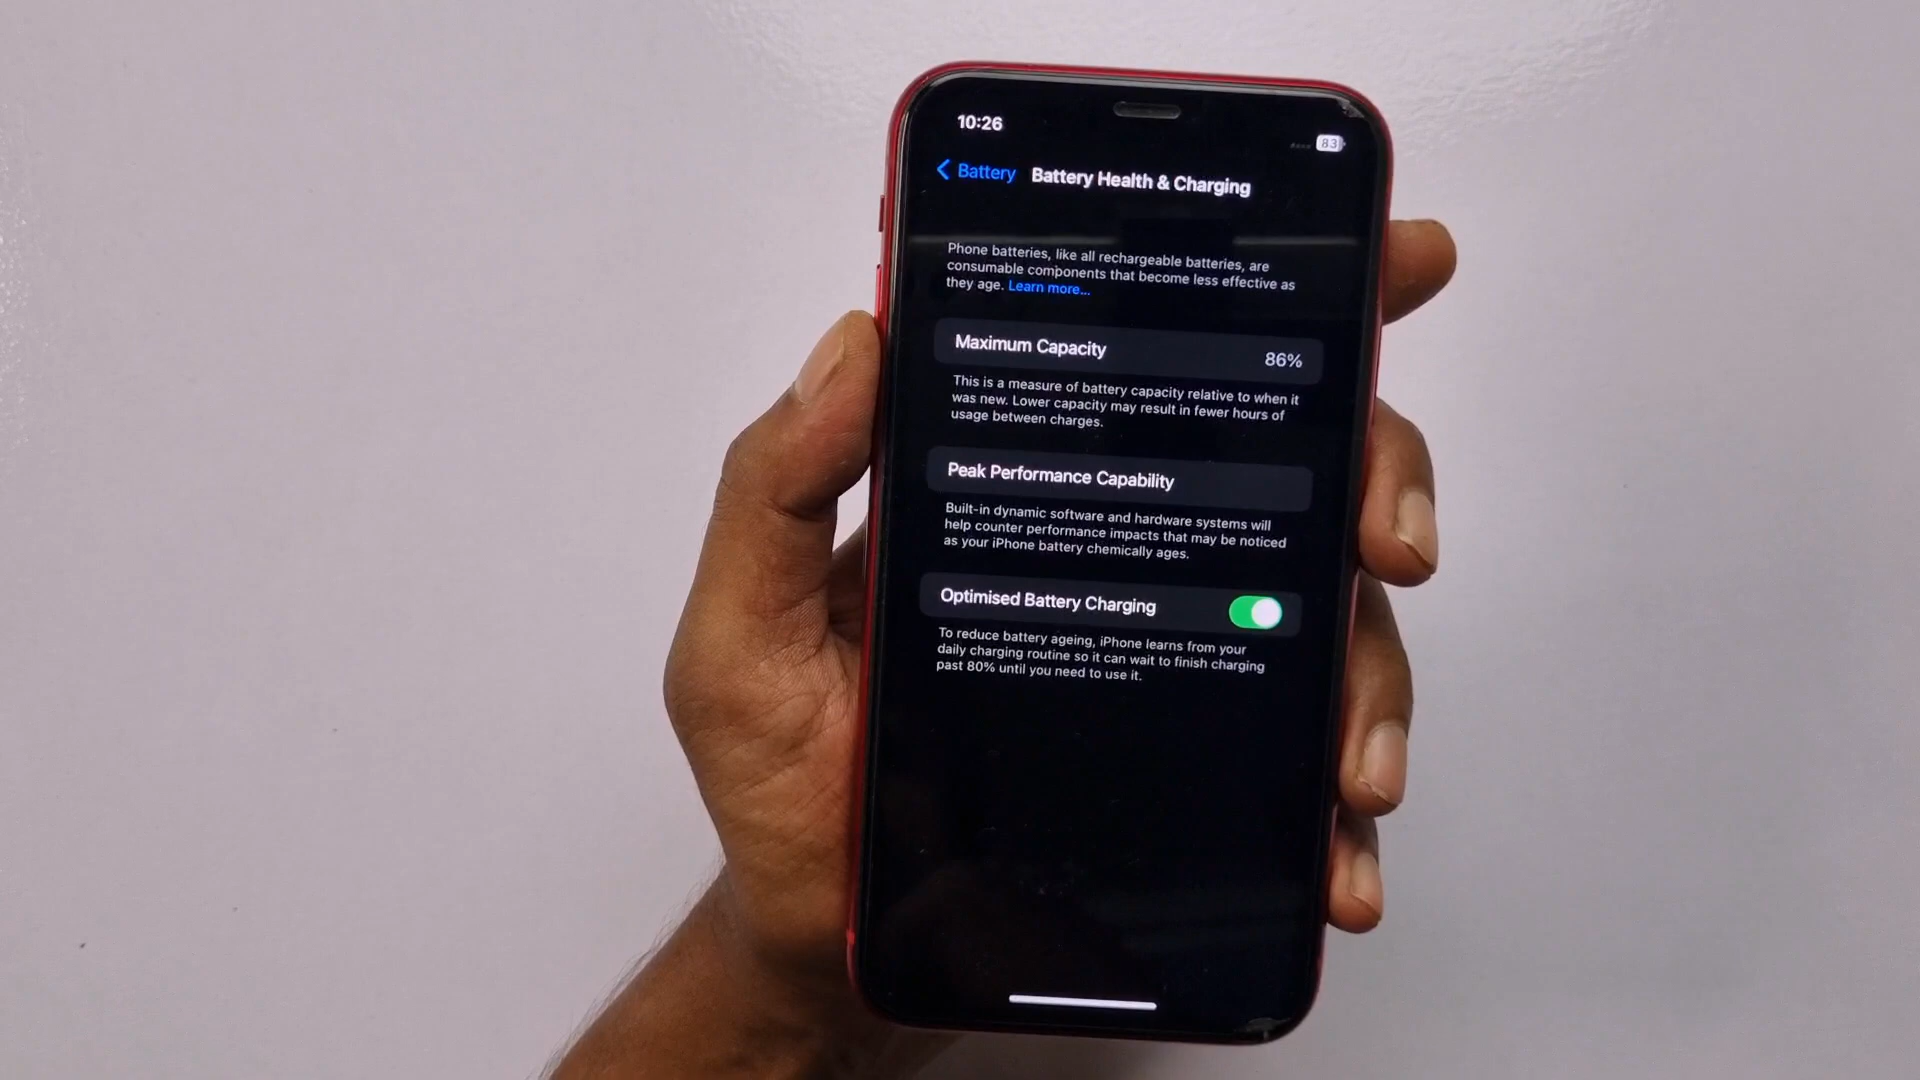 10:26
83
Battery
Battery Health & Charging
Phone batteries, like all rechargeable batteries, are
consumable components that become less effective as
they age. Learn more...
Maximum Capacity
86%
This is a measure of battery capacity relative to when it
was new. Lower capacity may result in fewer hours of
usage between charges.
Peak Performance Capability
Built-in dynamic software and hardware systems will
help counter performance impacts that may be noticed
as your iPhone battery chemically ages.
Optimised Battery Charging
To reduce battery ageing, iPhone learns from your
daily charging routine so it can wait to finish charging
past 80% until you need to use it.